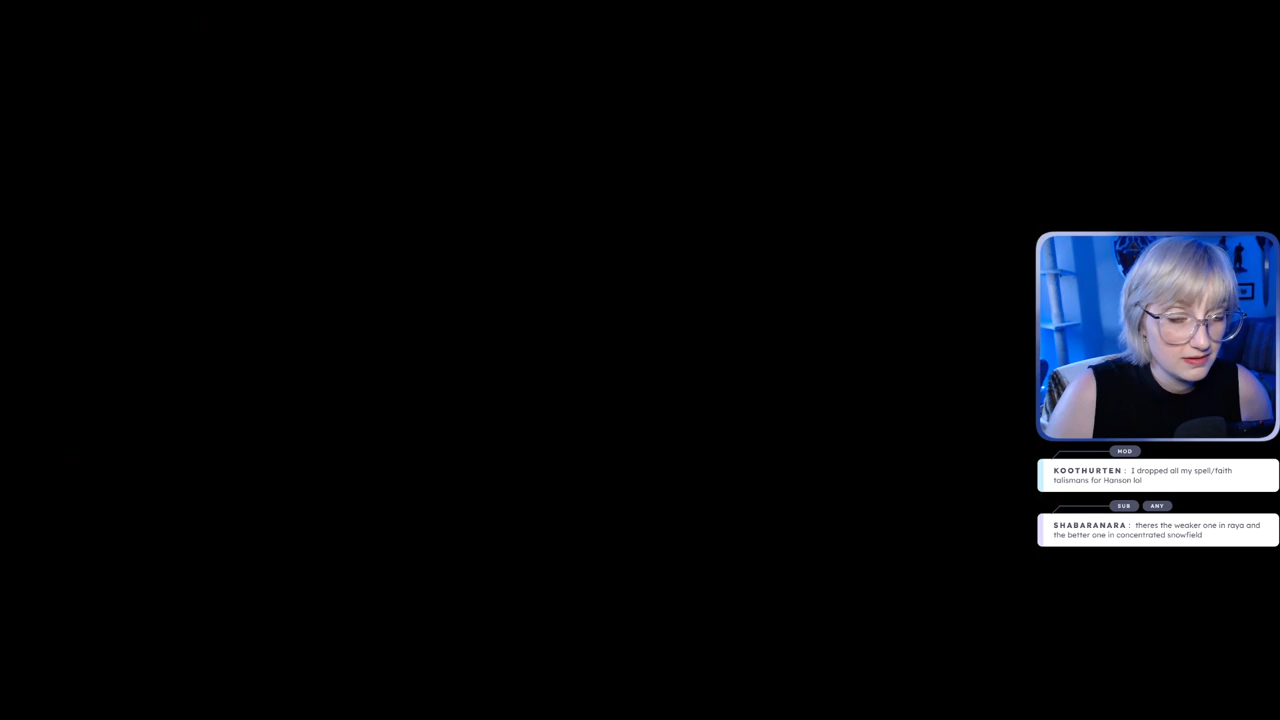 MOD
KOOTHURTEN : I dropped all my spell/faith
talismans for Hanson lol
SUB ANY
SHABARANARA : theres the weaker one in raya and
the better one in concentrated snowfield